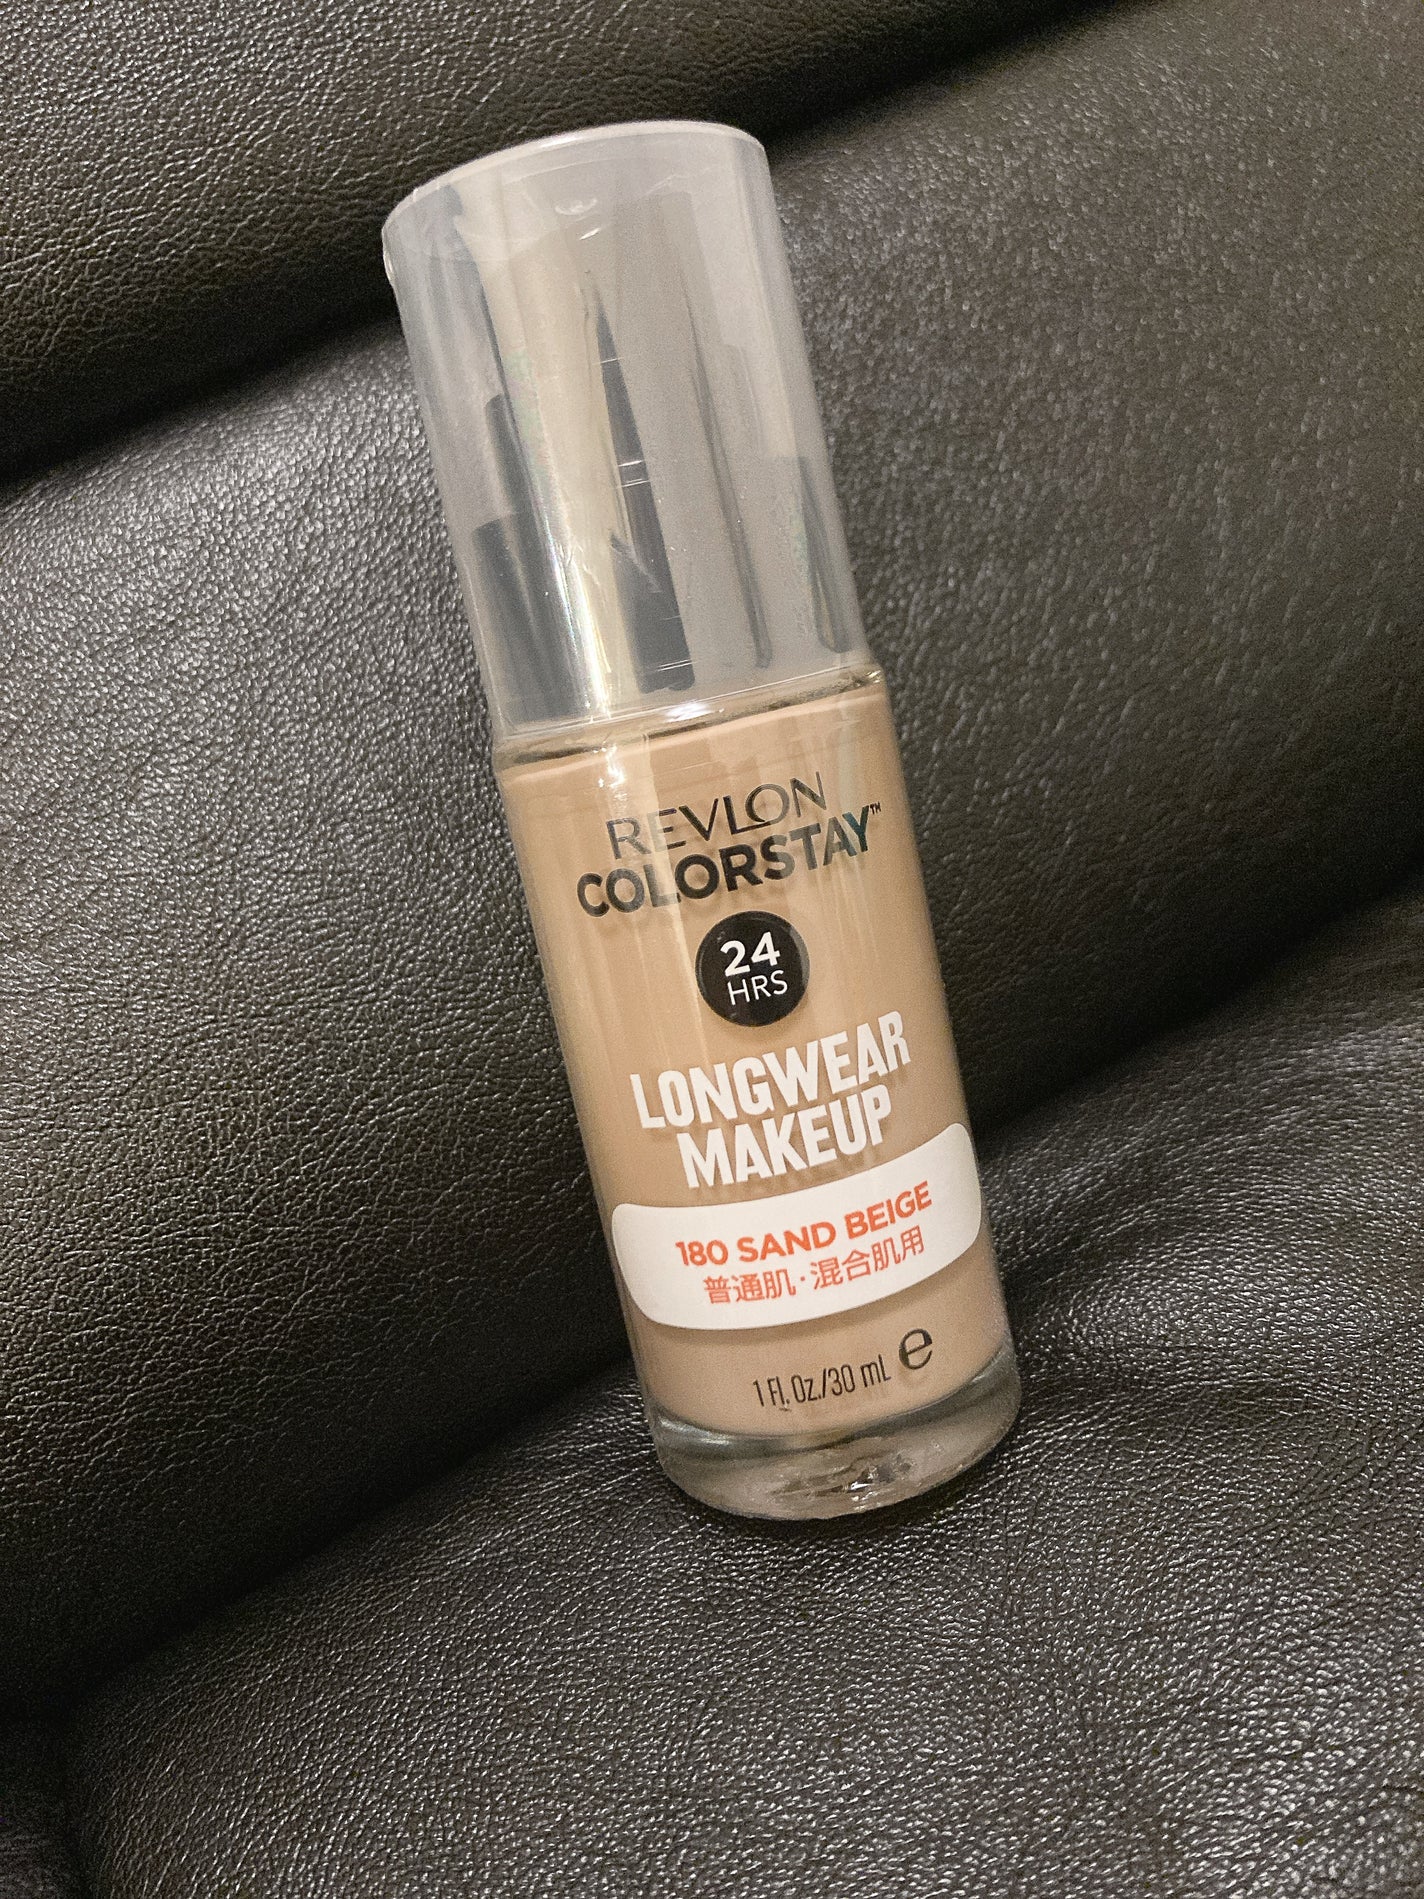 REVLON
COLORSTAY™
24
HRS
LONGWEAR
MAKEUP
180 SAND BEIGE
普通肌・混合肌用
1 Fl. Oz./30 mL ℮